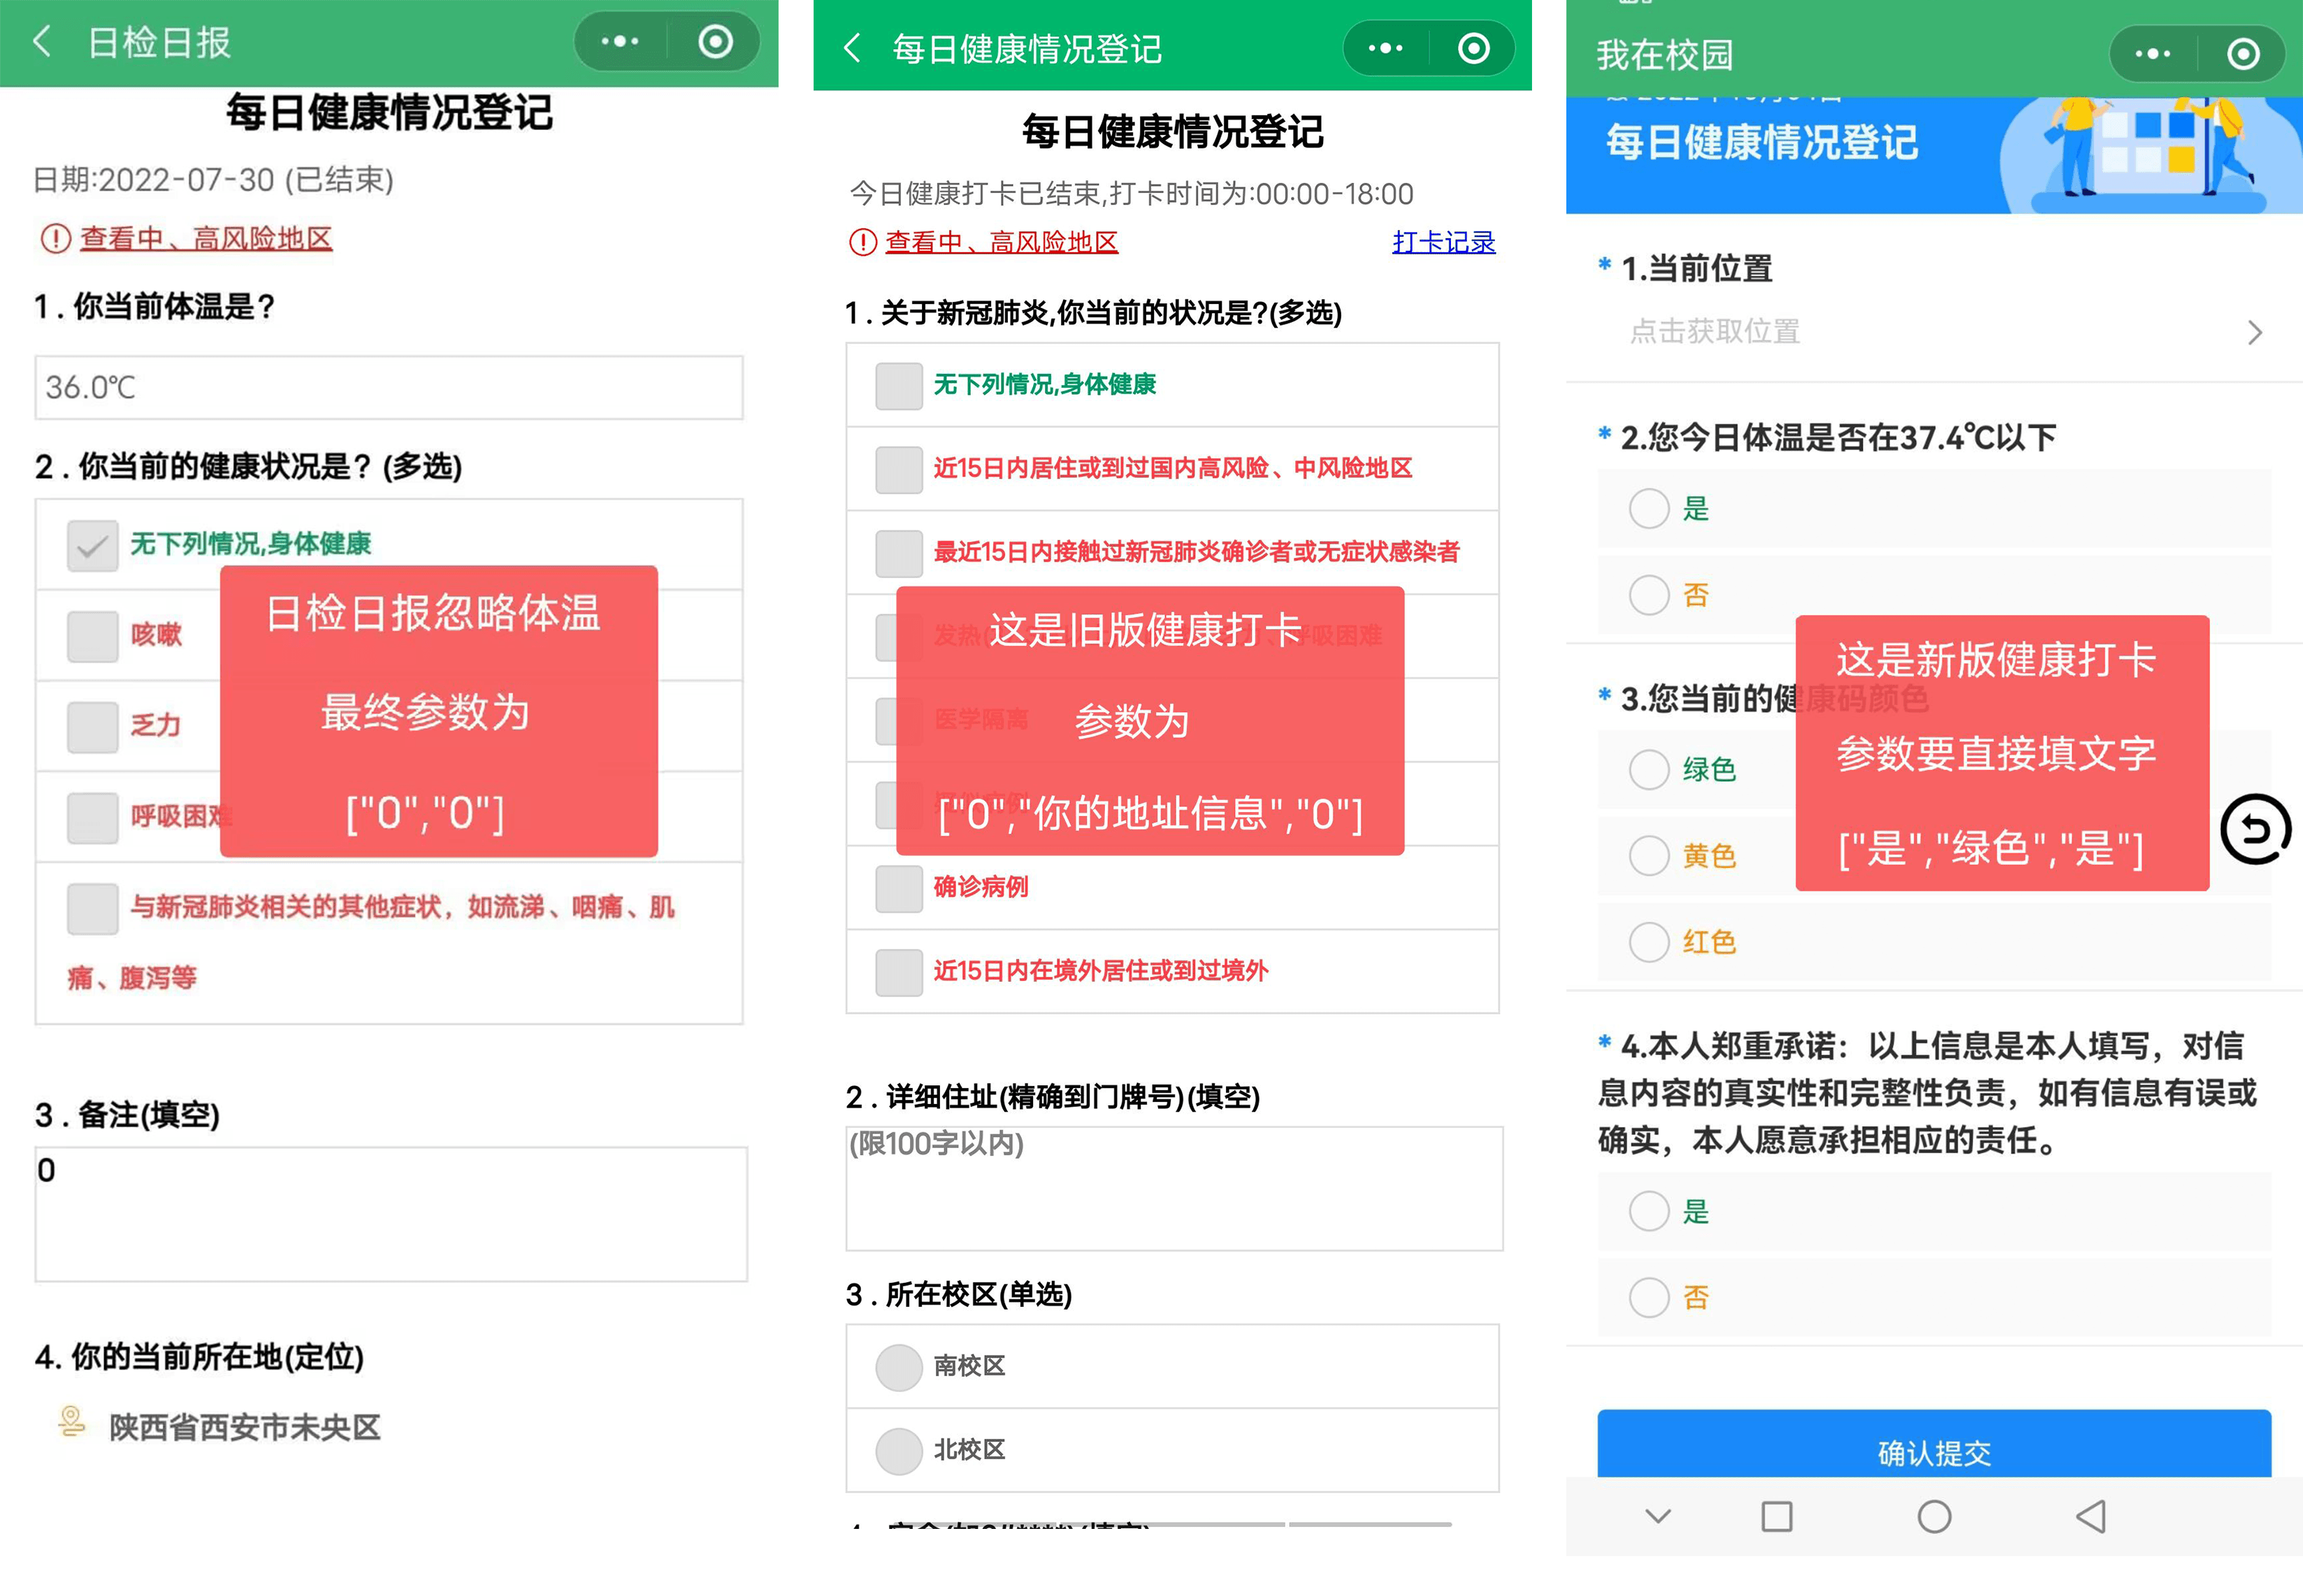 日检日报
每日健康情况登记
日期:2022-07-30 (已结束)
查看中、高风险地区
1 . 你当前体温是?
36.0℃
2 . 你当前的健康状况是? (多选)
无下列情况,身体健康
咳嗽
乏力
呼吸困难
与新冠肺炎相关的其他症状，如流涕、咽痛、肌
痛、腹泻等
日检日报忽略体温
最终参数为
["0","0"]
3 . 备注(填空)
0
4. 你的当前所在地(定位)
陕西省西安市未央区
每日健康情况登记
每日健康情况登记
今日健康打卡已结束,打卡时间为:00:00-18:00
查看中、高风险地区
打卡记录
1 . 关于新冠肺炎,你当前的状况是?(多选)
无下列情况,身体健康
近15日内居住或到过国内高风险、中风险地区
最近15日内接触过新冠肺炎确诊者或无症状感染者
发热
呼吸困难
医学隔离
确诊病例
近15日内在境外居住或到过境外
这是旧版健康打卡
参数为
["0","你的地址信息","0"]
2 . 详细住址(精确到门牌号)(填空)
(限100字以内)
3 . 所在校区(单选)
南校区
北校区
我在校园
每日健康情况登记
* 1.当前位置
点击获取位置
* 2.您今日体温是否在37.4℃以下
是
否
* 3.您当前的健康码颜色
绿色
黄色
红色
这是新版健康打卡
参数要直接填文字
["是","绿色","是"]
* 4.本人郑重承诺：以上信息是本人填写，对信
息内容的真实性和完整性负责，如有信息有误或
确实，本人愿意承担相应的责任。
是
否
确认提交